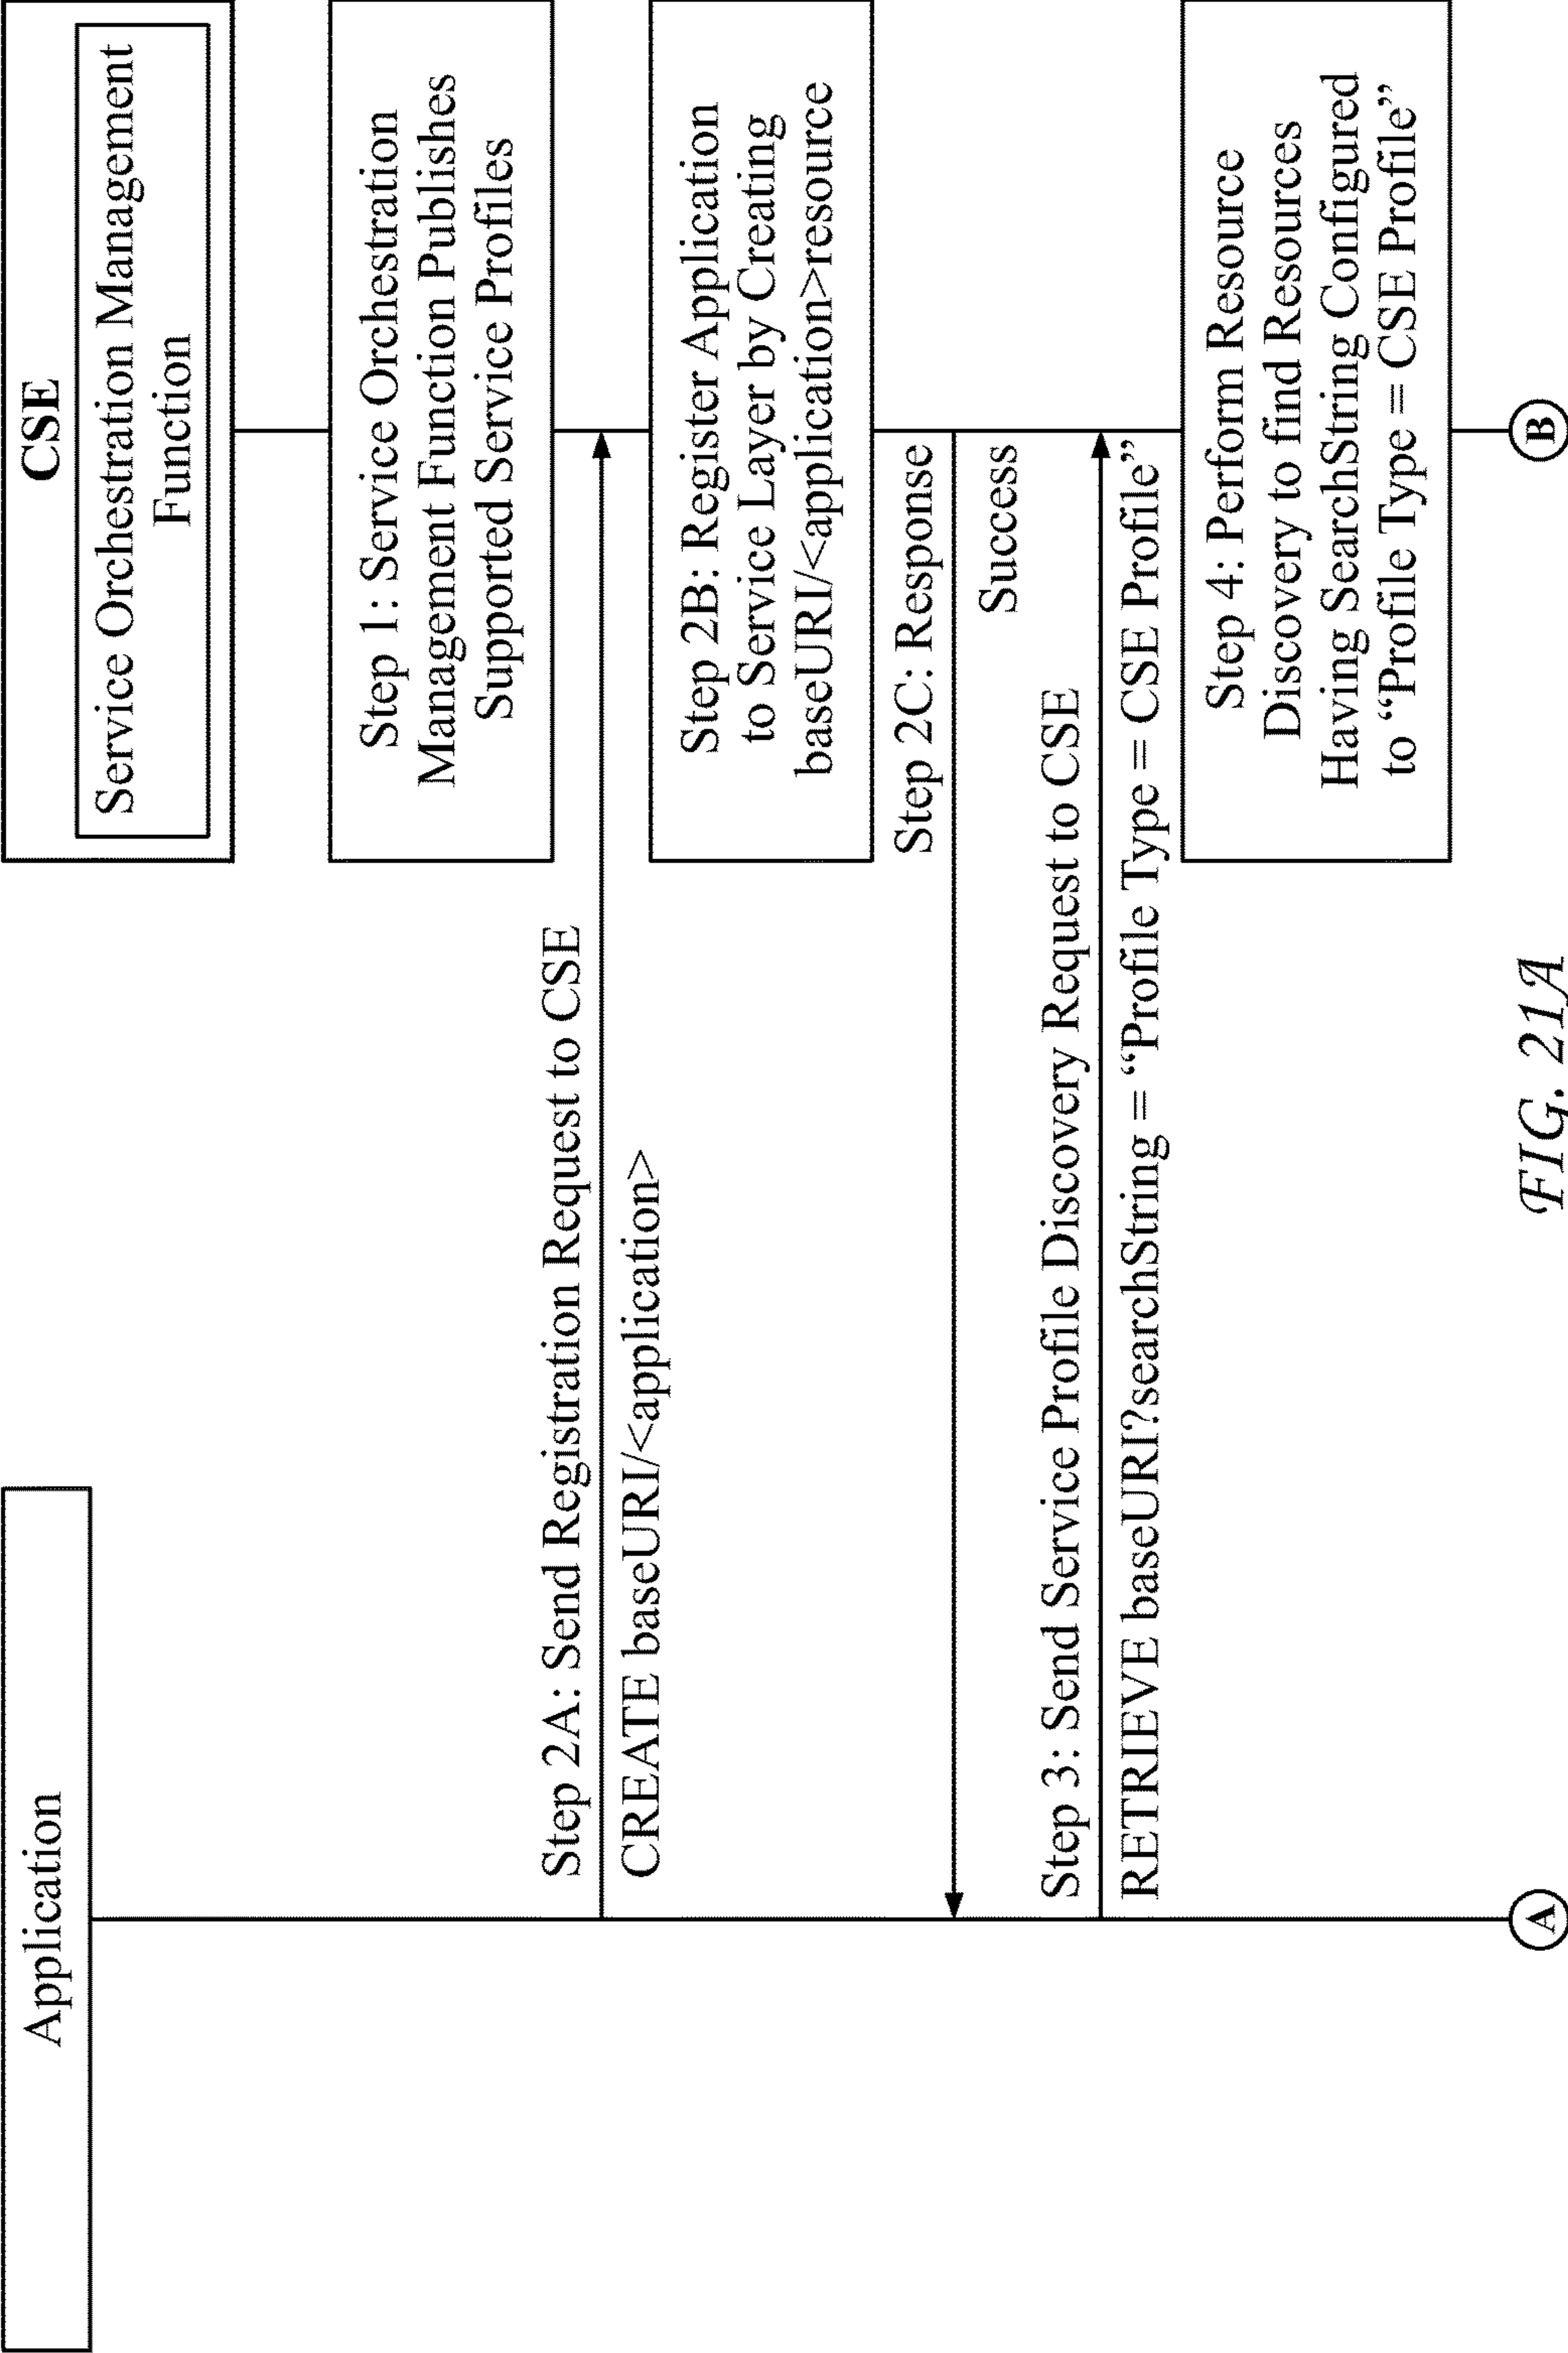 Application
CSE
Service Orchestration Management
Function
Step 1: Service Orchestration
Management Function Publishes
Supported Service Profiles
Step 2A: Send Registration Request to CSE
CREATE baseURI/<application>
Step 2B: Register Application
to Service Layer by Creating
baseURI/<application>resource
Step 2C: Response
Success
Step 3: Send Service Profile Discovery Request to CSE
RETRIEVE baseURI?searchString = “Profile Type = CSE Profile”
Step 4: Perform Resource
Discovery to find Resources
Having SearchString Configured
to “Profile Type = CSE Profile”
A
B
FIG. 21A